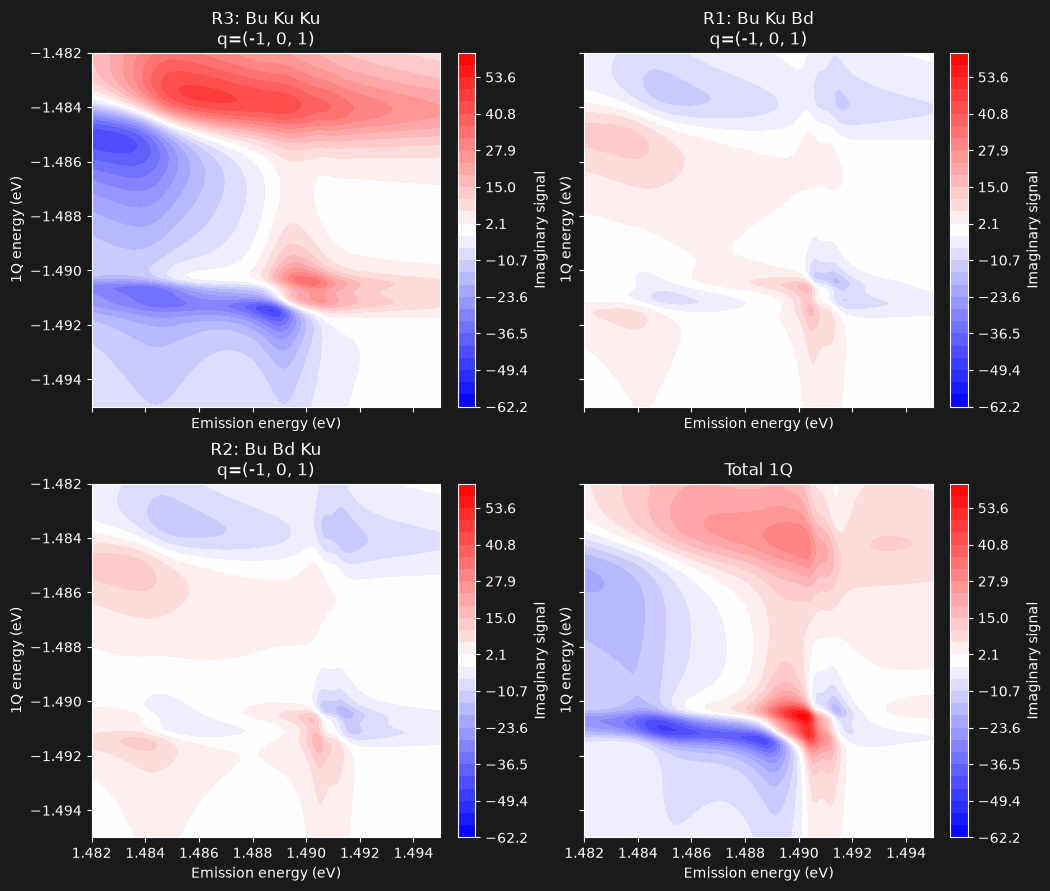 R3: Bu Ku Ku
q=(-1, 0, 1)
−1.482
−1.484
−1.486
−1.488
−1.490
−1.492
−1.494
1Q energy (eV)
Emission energy (eV)
53.6
40.8
27.9
15.0
2.1
−10.7
−23.6
−36.5
−49.4
−62.2
Imaginary signal
R1: Bu Ku Bd
q=(-1, 0, 1)
1Q energy (eV)
Emission energy (eV)
53.6
40.8
27.9
15.0
2.1
−10.7
−23.6
−36.5
−49.4
−62.2
Imaginary signal
R2: Bu Bd Ku
q=(-1, 0, 1)
−1.482
−1.484
−1.486
−1.488
−1.490
−1.492
−1.494
1Q energy (eV)
1.482 1.484 1.486 1.488 1.490 1.492 1.494
Emission energy (eV)
53.6
40.8
27.9
15.0
2.1
−10.7
−23.6
−36.5
−49.4
−62.2
Imaginary signal
Total 1Q
1Q energy (eV)
1.482 1.484 1.486 1.488 1.490 1.492 1.494
Emission energy (eV)
53.6
40.8
27.9
15.0
2.1
−10.7
−23.6
−36.5
−49.4
−62.2
Imaginary signal